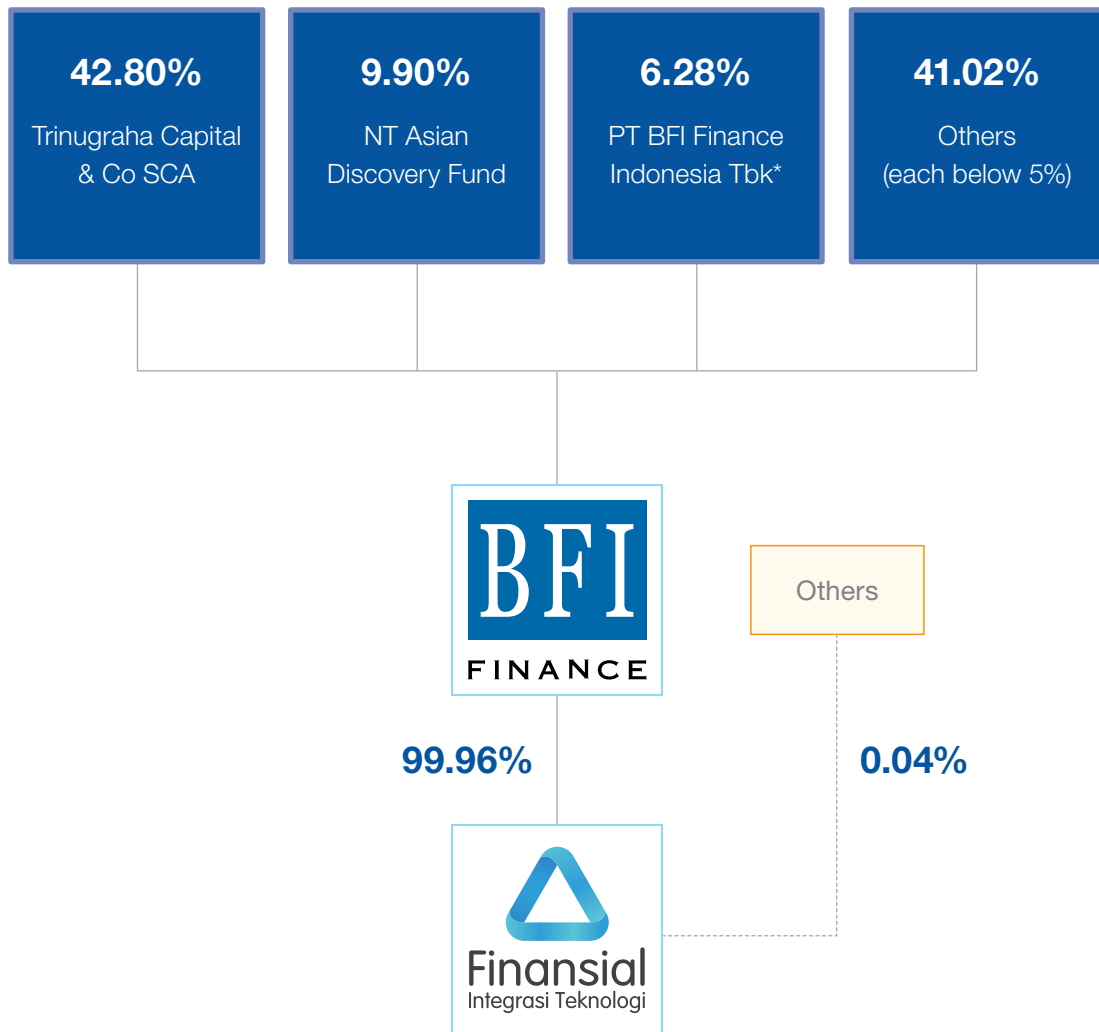 42.80%
Trinugraha Capital
& Co SCA
9.90%
NT Asian
Discovery Fund
6.28%
PT BFI Finance
Indonesia Tbk*
41.02%
Others
(each below 5%)
BFI
FINANCE
Others
99.96%
0.04%
Finansial
Integrasi Teknologi